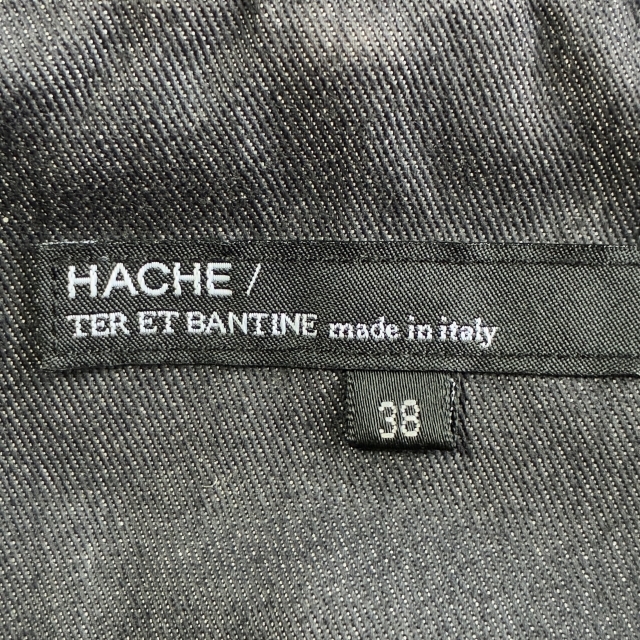 HACHE /
TER ET BANTINE made in italy
38